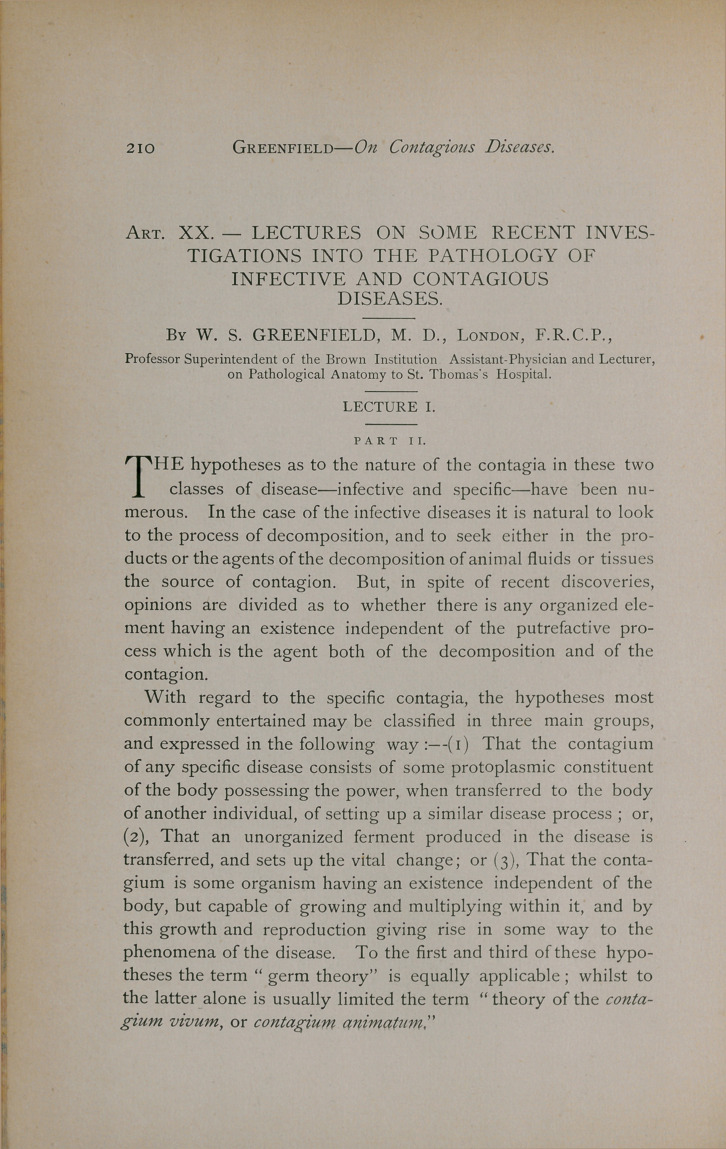 210 GREENFIELD—On Contagious Diseases.
ART. XX. — LECTURES ON SOME RECENT INVES-
TIGATIONS INTO THE PATHOLOGY OF
INFECTIVE AND CONTAGIOUS
DISEASES.
BY W. S. GREENFIELD, M. D., LONDON, F.R.C.P.,
Professor Superintendent of the Brown Institution Assistant-Physician and Lecturer,
on Pathological Anatomy to St. Thomas's Hospital.
LECTURE I.
PART II.
THE hypotheses as to the nature of the contagia in these two
classes of disease—infective and specific—have been nu-
merous. In the case of the infective diseases it is natural to look
to the process of decomposition, and to seek either in the pro-
ducts or the agents of the decomposition of animal fluids or tissues
the source of contagion. But, in spite of recent discoveries,
opinions are divided as to whether there is any organized ele-
ment having an existence independent of the putrefactive pro-
cess which is the agent both of the decomposition and of the
contagion.
With regard to the specific contagia, the hypotheses most
commonly entertained may be classified in three main groups,
and expressed in the following way :—-(1) That the contagium
of any specific disease consists of some protoplasmic constituent
of the body possessing the power, when transferred to the body
of another individual, of setting up a similar disease process ; or,
(2), That an unorganized ferment produced in the disease is
transferred, and sets up the vital change; or (3), That the conta-
gium is some organism having an existence independent of the
body, but capable of growing and multiplying within it, and by
this growth and reproduction giving rise in some way to the
phenomena of the disease. To the first and third of these hypo-
theses the term " germ theory" is equally applicable ; whilst to
the latter alone is usually limited the term " theory of the conta-
gium vivum, or contagium animatum."